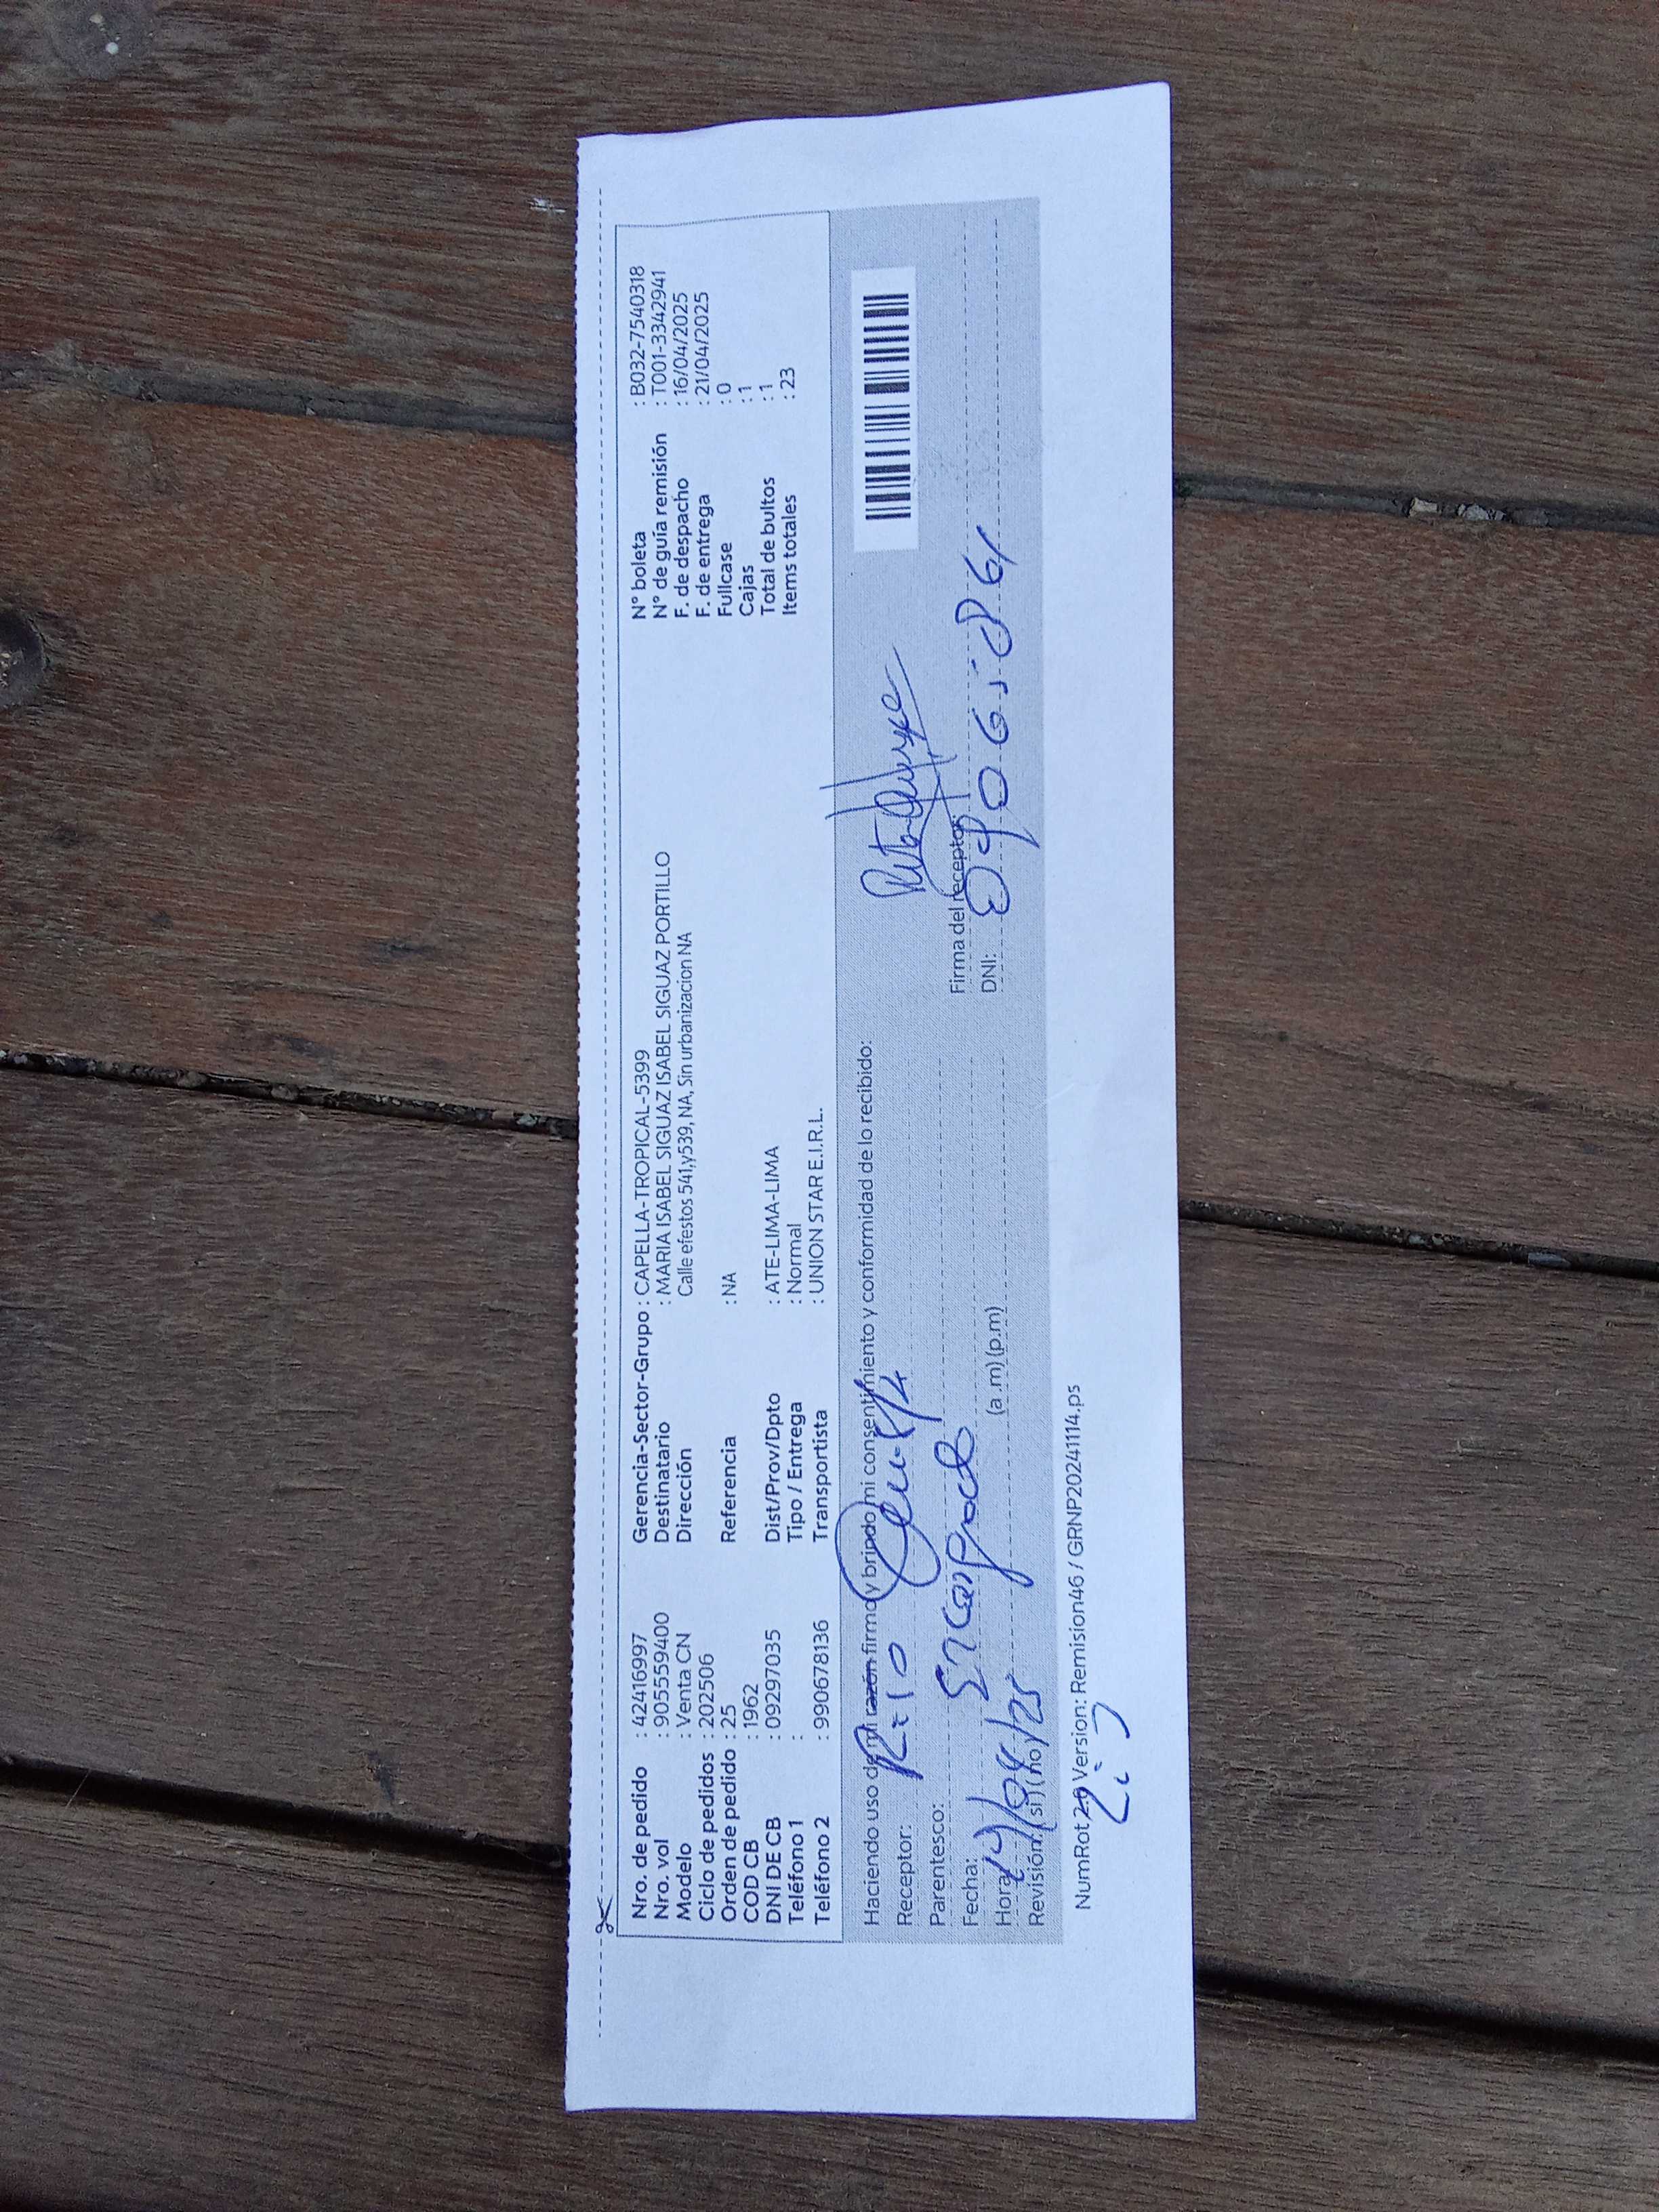 Nro. de pedido : 42416997 Gerencia-Sector-Grupo : CAPELLA-TROPICAL-5399 N° boleta : B032-7540318
Nro. vol : 905559400 Destinatario : MARIA ISABEL SIGUAZ ISABEL SIGUAZ PORTILLO N° de guía remisión : T001-3342941
Modelo : Venta CN Dirección Calle efestos 541,y539, NA, Sin urbanizacion NA F. de despacho : 16/04/2025
Ciclo de pedidos : 202506 F. de entrega : 21/04/2025
Orden de pedido : 25 Referencia : NA Fullcase : 0
COD CB : 1962 Cajas : 1
DNI DE CB : 09297035 Dist/Prov/Dpto : ATE-LIMA-LIMA Total de bultos : 1
Teléfono 1 : Tipo / Entrega : Normal Items totales : 23
Teléfono 2 : 990678136 Transportista : UNION STAR E.I.R.L.
Haciendo uso de mi razón firmo y brindo mi consentimiento y conformidad de lo recibido:
Receptor:
Parentesco: Encargado
Firma del receptor
Fecha:
DNI:
Hora: (a .m) (p.m)
Revisión: (si) (no)
NumRot 29 Version: Remision46 / GRNP20241114.ps